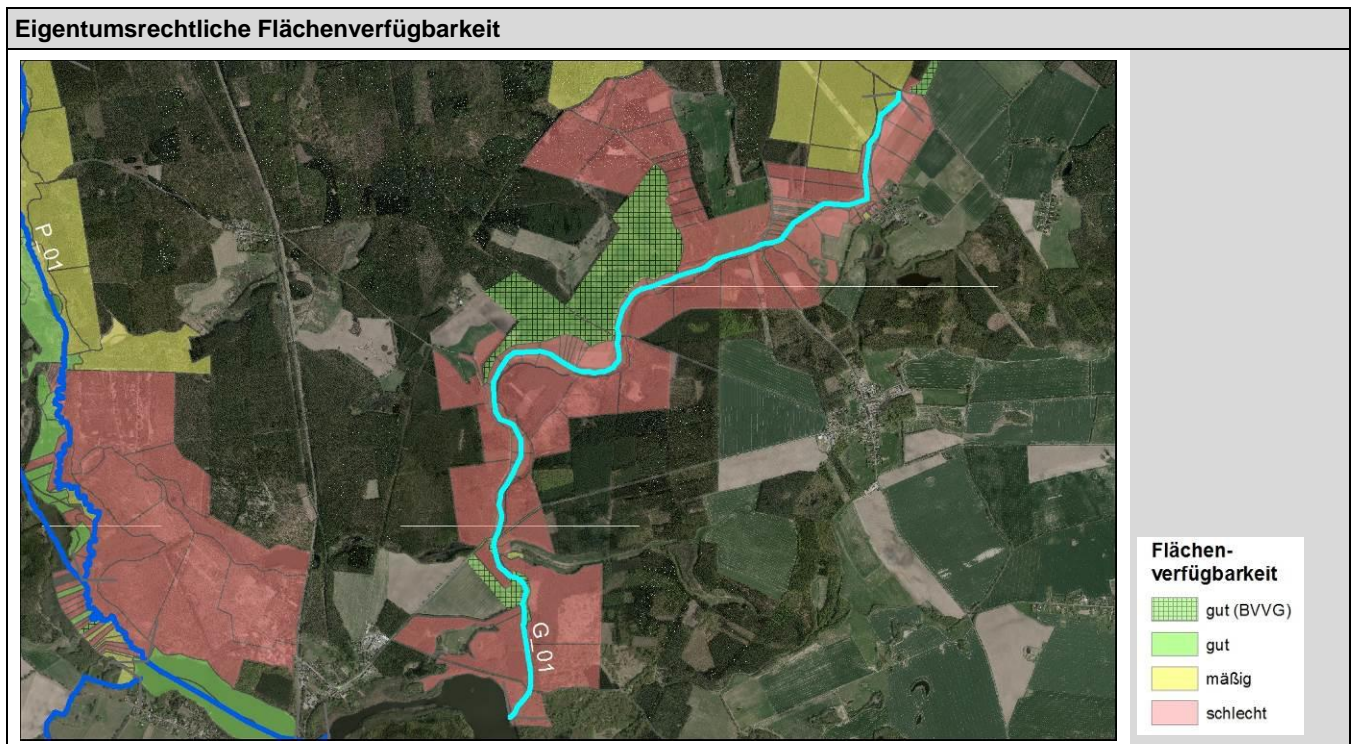 Eigentumsrechtliche Flächenverfügbarkeit
P_01
G_01
Flächen-
verfügbarkeit
gut (BVVG)
gut
mäßig
schlecht